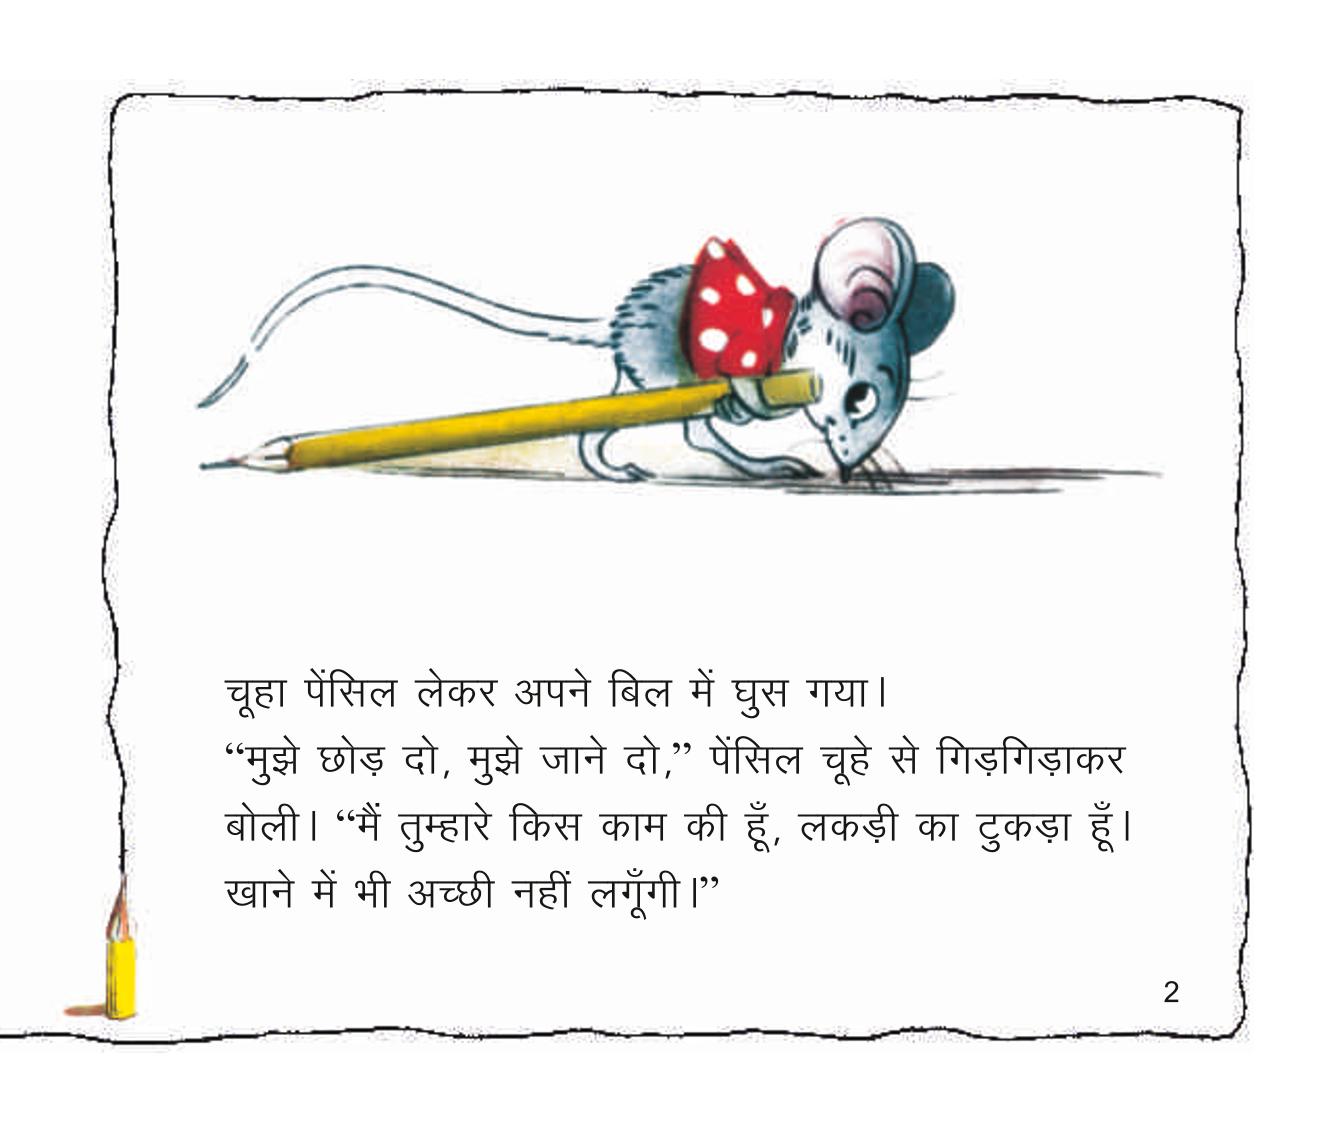 चूहा पेंसिल लेकर अपने बिल में घुस गया।
“मुझे छोड़ दो, मुझे जाने दो,” पेंसिल चूहे से गिड़गिड़ाकर
बोली। “मैं तुम्हारे किस काम की हूँ, लकड़ी का टुकड़ा हूँ।
खाने में भी अच्छी नहीं लगूँगी।”
2